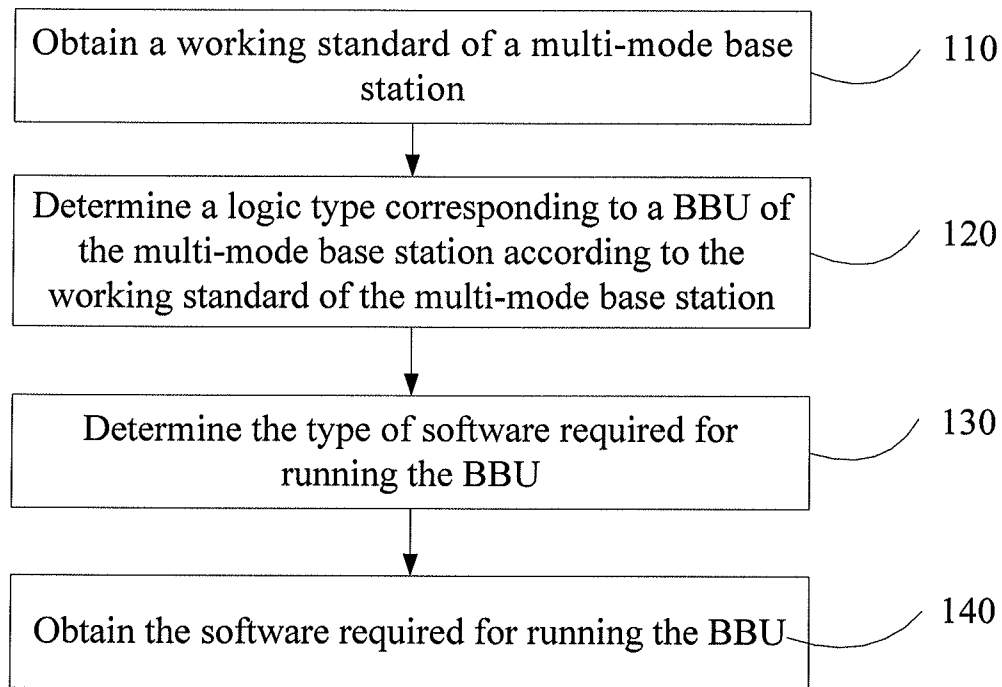 Obtain a working standard of a multi-mode base
station
110
Determine a logic type corresponding to a BBU of
the multi-mode base station according to the
working standard of the multi-mode base station
120
Determine the type of software required for
running the BBU
130
Obtain the software required for running the BBU
140